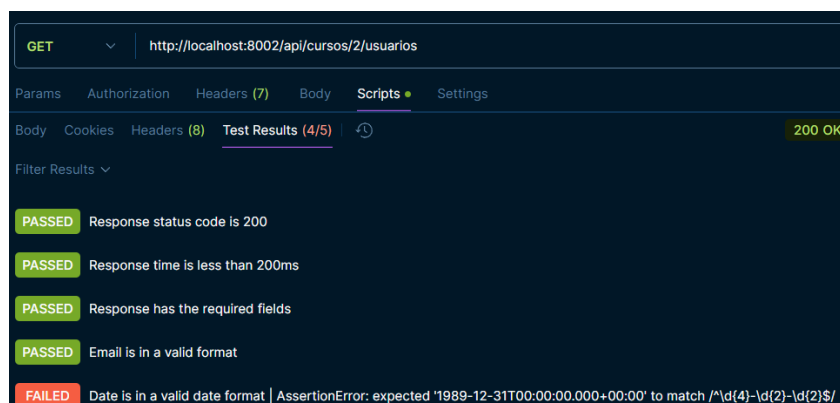 GET http://localhost:8002/api/cursos/2/usuarios
Params Authorization Headers (7) Body Scripts Settings
Body Cookies Headers (8) Test Results (4/5) 200 OK
Filter Results
PASSED Response status code is 200
PASSED Response time is less than 200ms
PASSED Response has the required fields
PASSED Email is in a valid format
FAILED Date is in a valid date format | AssertionError: expected '1989-12-31T00:00:00.000+00:00' to match /^\d{4}-\d{2}-\d{2}$/